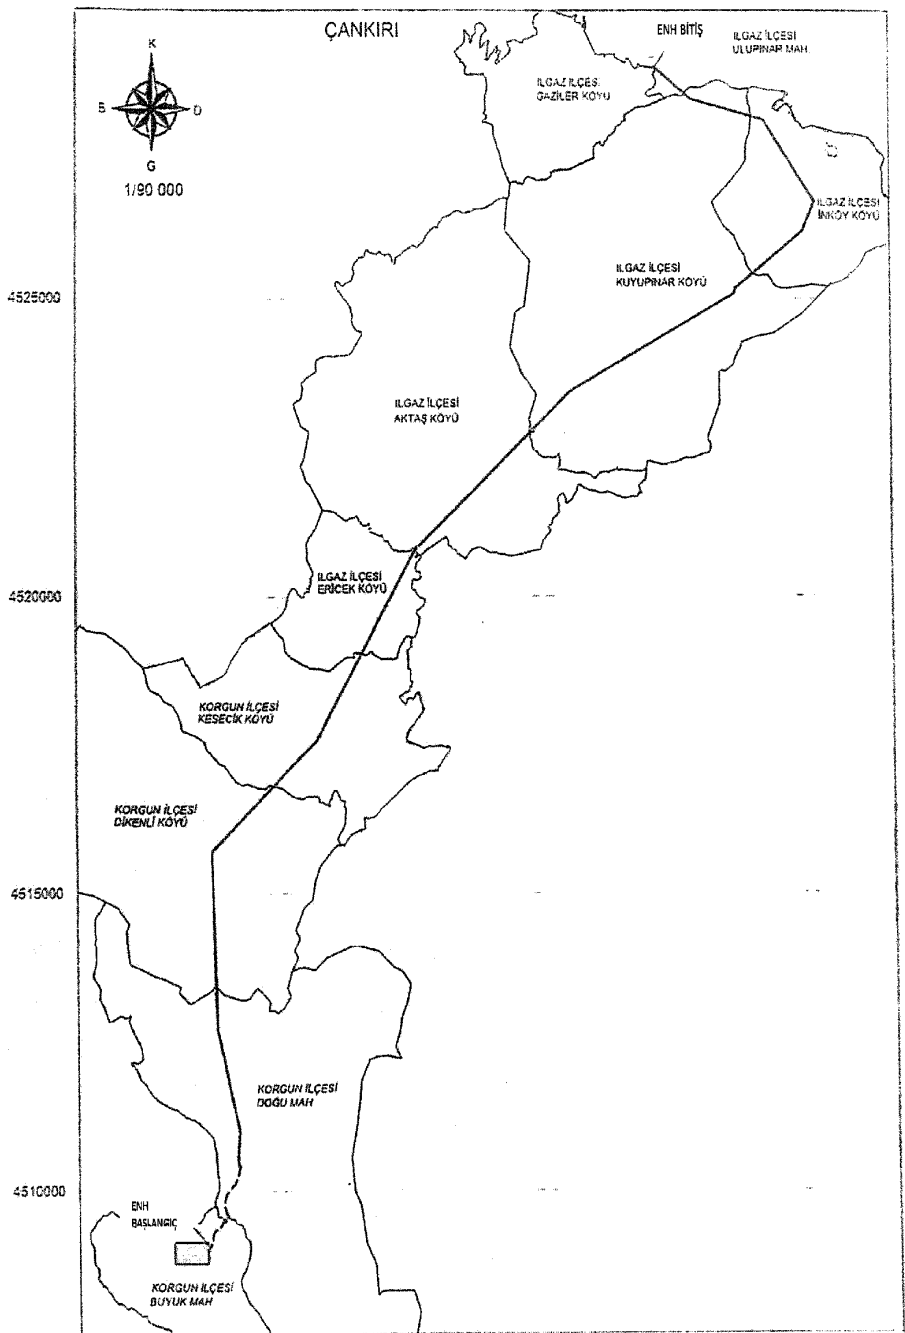 ÇANKIRI
ENH BİTİŞ
ILGAZ İLÇESİ
ULUPINAR MAH.
K
B
D
G
1/90 000
ILGAZ İLÇESİ
GAZİLER KÖYÜ
ILGAZ İLÇESİ
İNKÖY KÖYÜ
ILGAZ İLÇESİ
KUYUPINAR KÖYÜ
4525000
ILGAZ İLÇESİ
AKTAŞ KÖYÜ
ILGAZ İLÇESİ
ERİCEK KÖYÜ
4520000
KORGUN İLÇESİ
KESECİK KÖYÜ
KORGUN İLÇESİ
DİKENLİ KÖYÜ
4515000
KORGUN İLÇESİ
DOĞU MAH
4510000
ENH
BAŞLANGIÇ
KORGUN İLÇESİ
BUYUK MAH